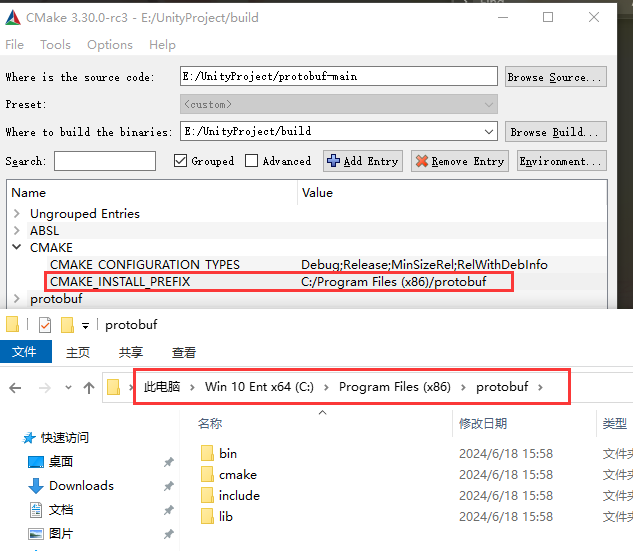 CMake 3.30.0-rc3 - E:/UnityProject/build
File Tools Options Help
Where is the source code: E:/UnityProject/protobuf-main Browse Source...
Preset: <custom>
Where to build the binaries: E:/UnityProject/build Browse Build...
Search: Grouped Advanced Add Entry Remove Entry Environment...
Name Value
Ungrouped Entries
ABSL
CMAKE
CMAKE_CONFIGURATION_TYPES Debug;Release;MinSizeRel;RelWithDebInfo
CMAKE_INSTALL_PREFIX C:/Program Files (x86)/protobuf
protobuf
protobuf
文件 主页 共享 查看
此电脑 Win 10 Ent x64 (C:) Program Files (x86) protobuf
名称 修改日期 类型
快速访问
桌面
Downloads
文档
图片
bin 2024/6/18 15:58 文件夹
cmake 2024/6/18 15:58 文件夹
include 2024/6/18 15:58 文件夹
lib 2024/6/18 15:58 文件夹